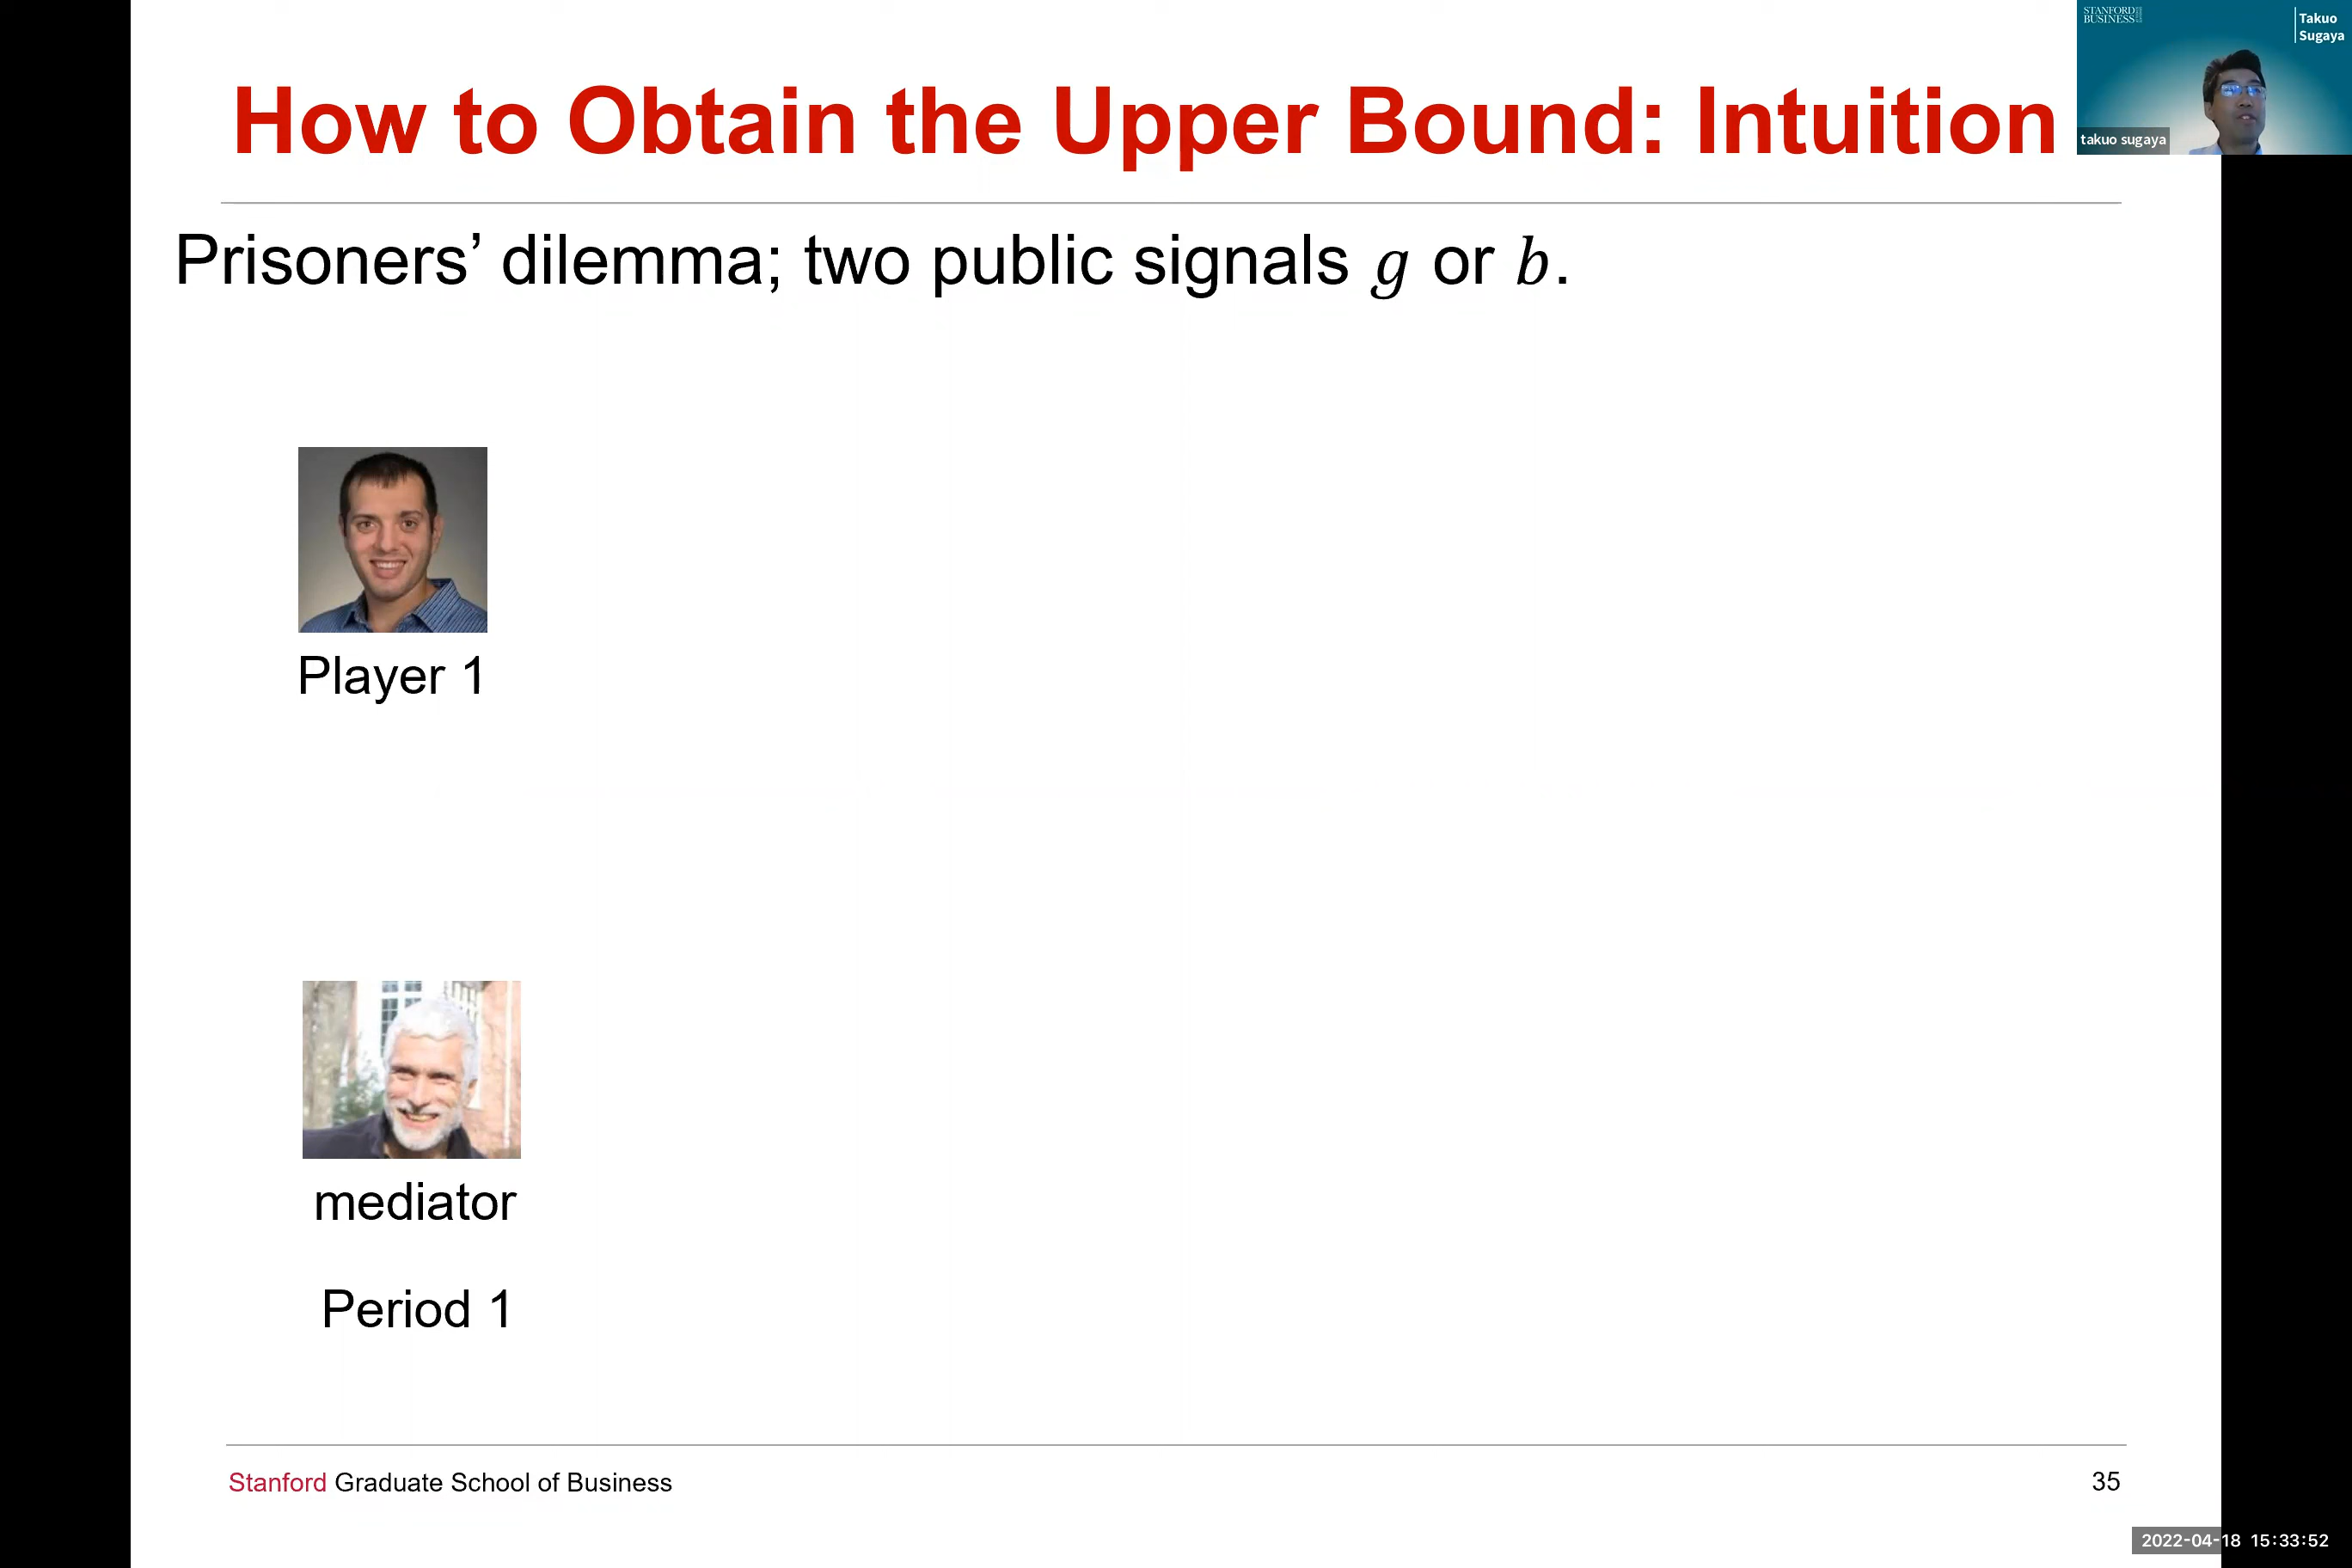 STANFORD
BUSINESS
Takuo
Sugaya
takuo sugaya
How to Obtain the Upper Bound: Intuition
Prisoners’ dilemma; two public signals g or b.
Player 1
mediator
Period 1
Stanford Graduate School of Business
35
2022-04-18 15:33:52